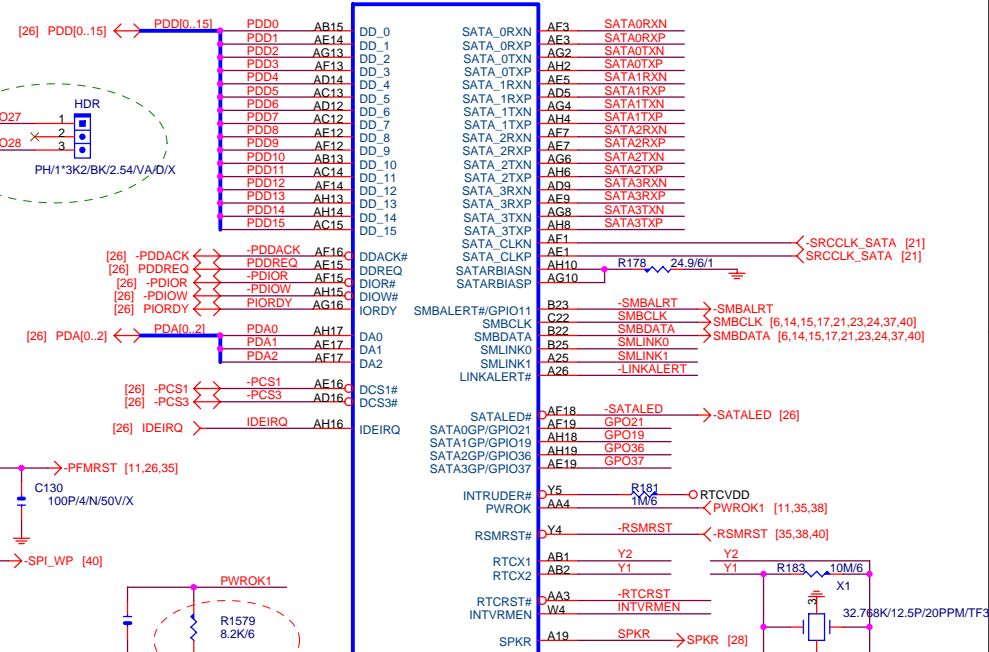 [26] PDD[0..15] PDD[0..15] PDD0 AB15 DD_0 SATA_0RXN AF3 SATA0RXN
PDD1 AE14 DD_1 SATA_0RXP AE3 SATA0RXP
PDD2 AG13 DD_2 SATA_0TXN AG2 SATA0TXN
PDD3 AF13 DD_3 SATA_0TXP AH2 SATA0TXP
PDD4 AD14 DD_4 SATA_1RXN AE5 SATA1RXN
PDD5 AC13 DD_5 SATA_1RXP AD5 SATA1RXP
PDD6 AD12 DD_6 SATA_1TXN AG4 SATA1TXN
PDD7 AC12 DD_7 SATA_1TXP AH4 SATA1TXP
PDD8 AE12 DD_8 SATA_2RXN AF7 SATA2RXN
PDD9 AF12 DD_9 SATA_2RXP AE7 SATA2RXP
PDD10 AB13 DD_10 SATA_2TXN AG6 SATA2TXN
PDD11 AC14 DD_11 SATA_2TXP AH6 SATA2TXP
PDD12 AF14 DD_12 SATA_3RXN AD9 SATA3RXN
PDD13 AH13 DD_13 SATA_3RXP AE9 SATA3RXP
PDD14 AH14 DD_14 SATA_3TXN AG8 SATA3TXN
PDD15 AC15 DD_15 SATA_3TXP AH8 SATA3TXP
HDR
O27 1
2
O28 3
PH/1*3K2/BK/2.54/VA/D/X
SATA_CLKN AF1 -SRCCLK_SATA [21]
SATA_CLKP AE1 SRCCLK_SATA [21]
[26] -PDDACK -PDDACK AF16 DDACK#
[26] PDDREQ PDDREQ AE15 DDREQ SATARBIASN AH10 R178 24.9/6/1
[26] -PDIOR -PDIOR AF15 DIOR# SATARBIASP AG10
[26] -PDIOW -PDIOW AH15 DIOW#
[26] PIORDY PIORDY AG16 IORDY SMBALERT#/GPIO11 B23 -SMBALRT -SMBALRT
SMBCLK C22 SMBCLK SMBCLK [6,14,15,17,21,23,24,37,40]
[26] PDA[0..2] PDA[0..2] PDA0 AH17 DA0 SMBDATA B22 SMBDATA SMBDATA [6,14,15,17,21,23,24,37,40]
PDA1 AE17 DA1 SMLINK0 B25 SMLINK0
PDA2 AF17 DA2 SMLINK1 A25 SMLINK1
LINKALERT# A26 -LINKALERT
[26] -PCS1 -PCS1 AE16 DCS1#
[26] -PCS3 -PCS3 AD16 DCS3#
SATALED# AF18 -SATALED -SATALED [26]
[26] IDEIRQ IDEIRQ AH16 IDEIRQ SATA0GP/GPIO21 AF19 GPO21
SATA1GP/GPIO19 AH18 GPO19
SATA2GP/GPIO36 AH19 GPO36
SATA3GP/GPIO37 AE19 GPO37
-PFMRST [11,26,35]
C130
100P/4/N/50V/X
INTRUDER# Y5 R181 1M/6 RTCVDD
PWROK AA4 PWROK1 [11,35,38]
RSMRST# Y4 -RSMRST -RSMRST [35,38,40]
-SPI_WP [40]
RTCX1 AB1 Y2 Y2
RTCX2 AB2 Y1 Y1 R183 10M/6
X1
PWROK1
RTCRST# AA3 -RTCRST
INTVRMEN W4 INTVRMEN 3 32.768K/12.5P/20PPM/TF3
R1579
8.2K/6
SPKR A19 SPKR SPKR [28]